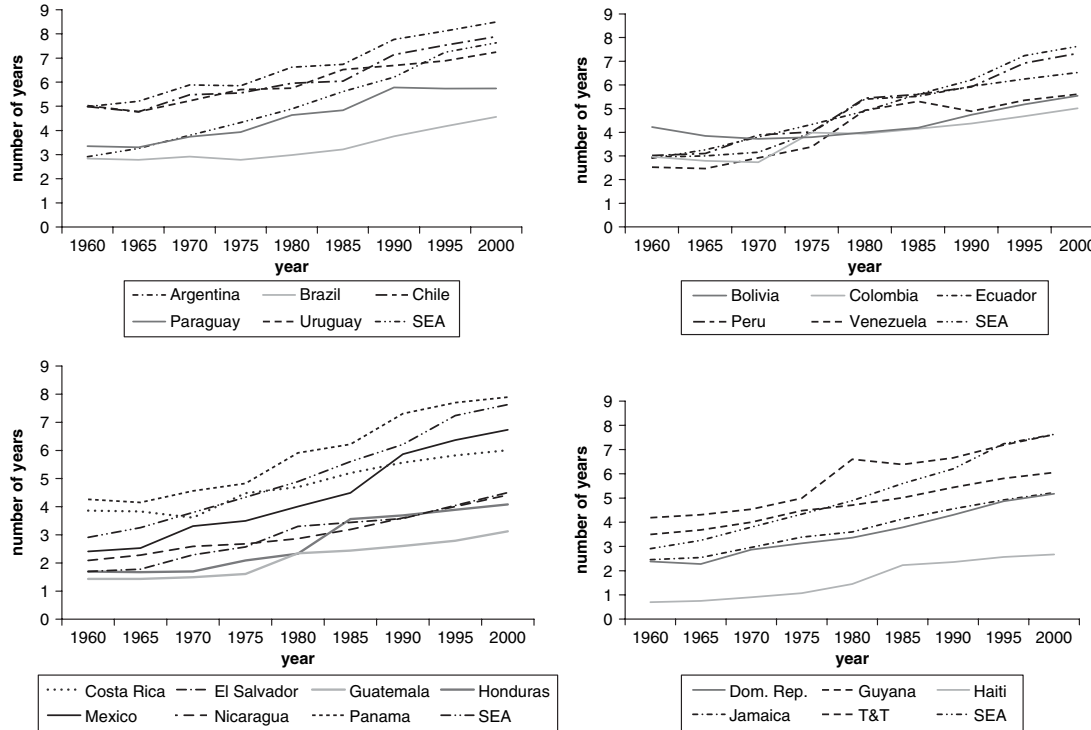 9
8
7
6
5
4
3
2
1
0
number of years
1960 1965 1970 1975 1980 1985 1990 1995 2000
year
Argentina Brazil Chile
Paraguay Uruguay SEA
9
8
7
6
5
4
3
2
1
0
number of years
1960 1965 1970 1975 1980 1985 1990 1995 2000
year
Bolivia Colombia Ecuador
Peru Venezuela SEA
9
8
7
6
5
4
3
2
1
0
number of years
1960 1965 1970 1975 1980 1985 1990 1995 2000
year
Costa Rica El Salvador Guatemala Honduras
Mexico Nicaragua Panama SEA
9
8
7
6
5
4
3
2
1
0
number of years
1960 1965 1970 1975 1980 1985 1990 1995 2000
year
Dom. Rep. Guyana Haiti
Jamaica T&T SEA